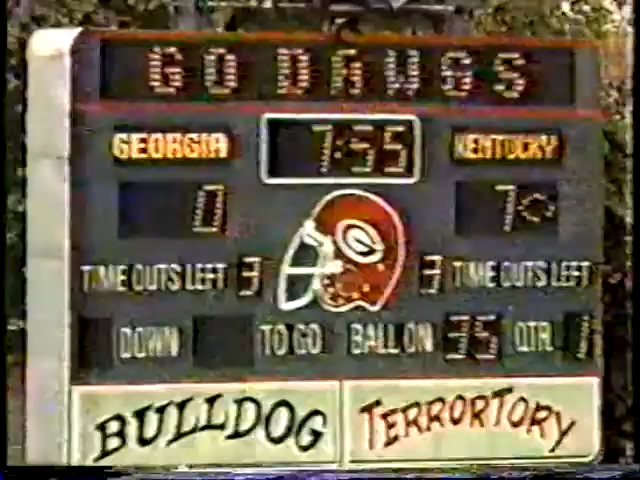 GO DAWGS
GEORGIA 7:55 KENTUCKY
0 7
TIME OUTS LEFT 3 G 3 TIME OUTS LEFT
DOWN TO GO BALL ON 35 QTR 1
BULLDOG TERRORTORY